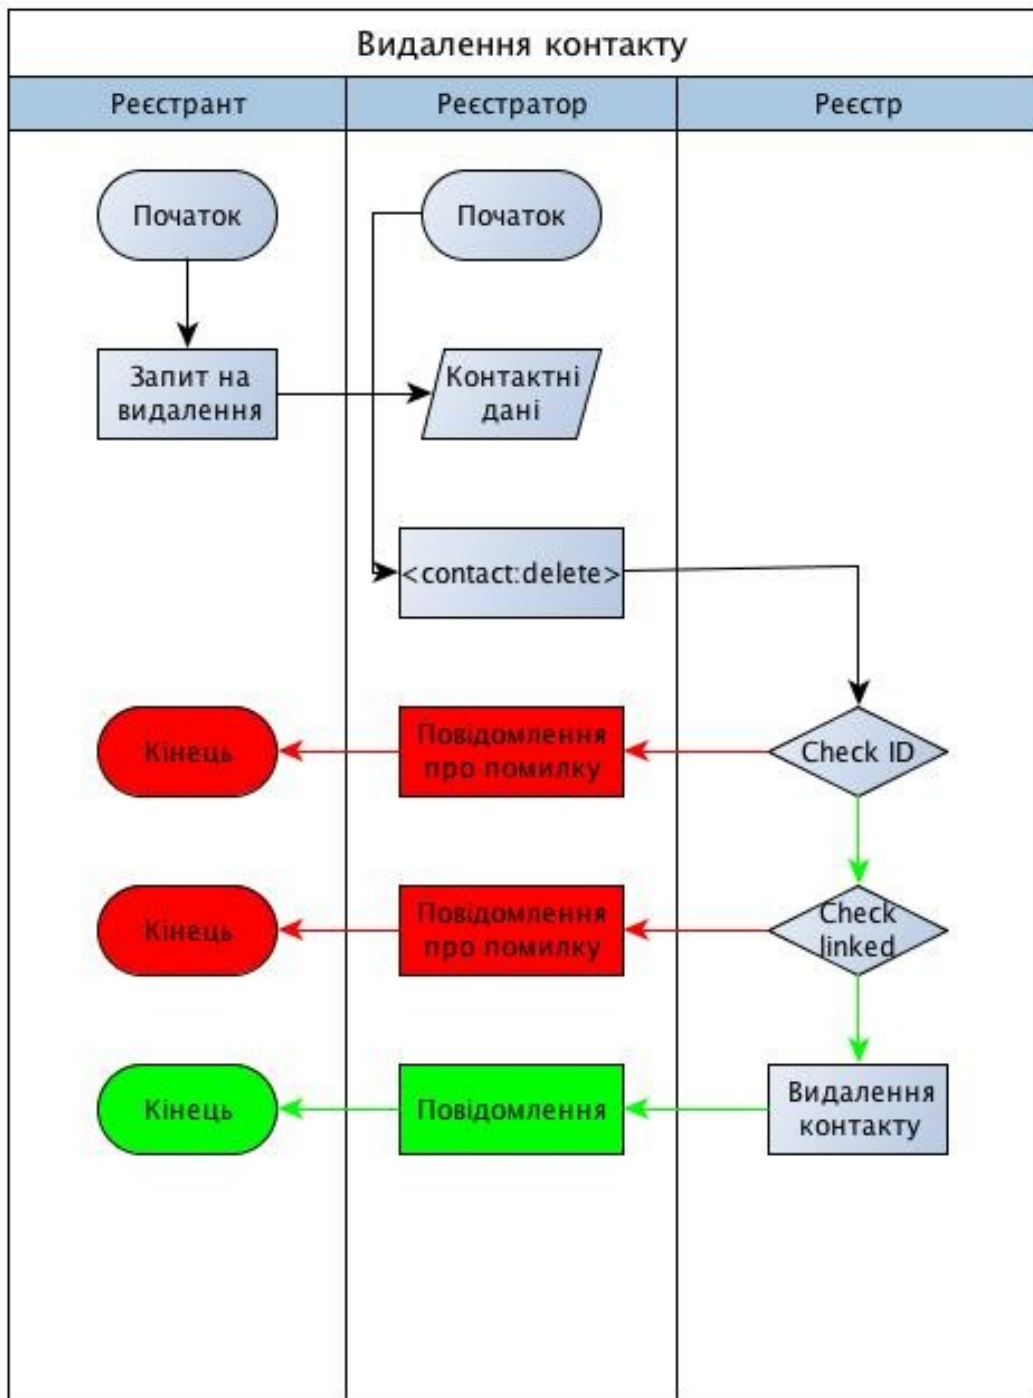 Видалення контакту
Реєстрант
Реєстратор
Реєстр
Початок
Початок
Запит на
видалення
Контактні
дані
<contact:delete>
Кінець
Повідомлення
про помилку
Check ID
Кінець
Повідомлення
про помилку
Check
linked
Кінець
Повідомлення
Видалення
контакту